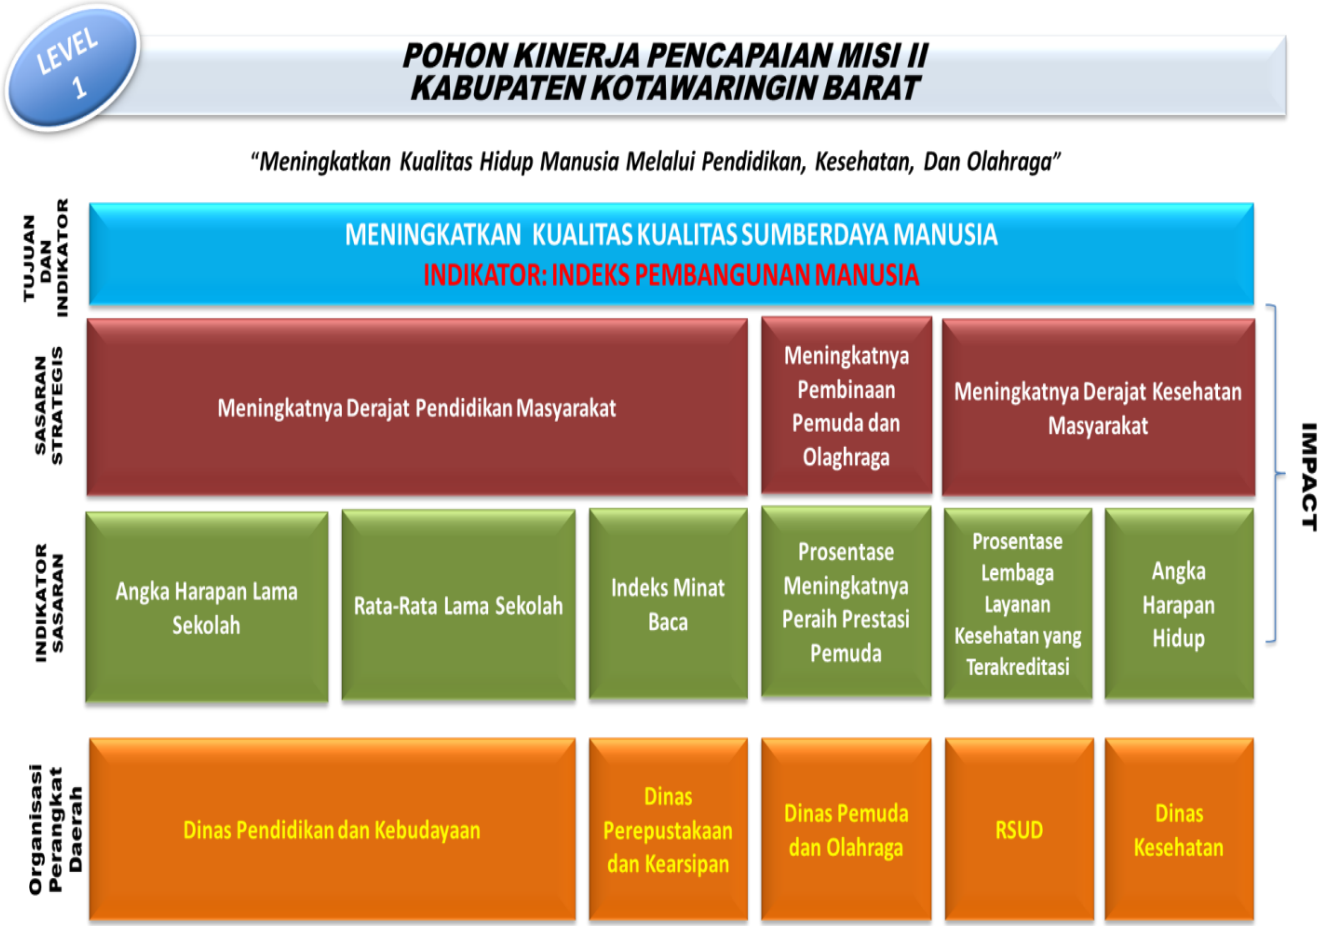 LEVEL
1
POHON KINERJA PENCAPAIAN MISI II
KABUPATEN KOTAWARINGIN BARAT
“Meningkatkan Kualitas Hidup Manusia Melalui Pendidikan, Kesehatan, Dan Olahraga”
TUJUAN
DAN
INDIKATOR
MENINGKATKAN KUALITAS KUALITAS SUMBERDAYA MANUSIA
INDIKATOR: INDEKS PEMBANGUNAN MANUSIA
SASARAN
STRATEGIS
Meningkatnya Derajat Pendidikan Masyarakat
Meningkatnya
Pembinaan
Pemuda dan
Olaghraga
Meningkatnya Derajat Kesehatan
Masyarakat
IMPACT
INDIKATOR
SASARAN
Angka Harapan Lama
Sekolah
Rata-Rata Lama Sekolah
Indeks Minat
Baca
Prosentase
Meningkatnya
Peraih Prestasi
Pemuda
Prosentase
Lembaga
Layanan
Kesehatan yang
Terakreditasi
Angka
Harapan
Hidup
Organisasi
Perangkat
Daerah
Dinas Pendidikan dan Kebudayaan
Dinas
Perepustakaan
dan Kearsipan
Dinas Pemuda
dan Olahraga
RSUD
Dinas
Kesehatan